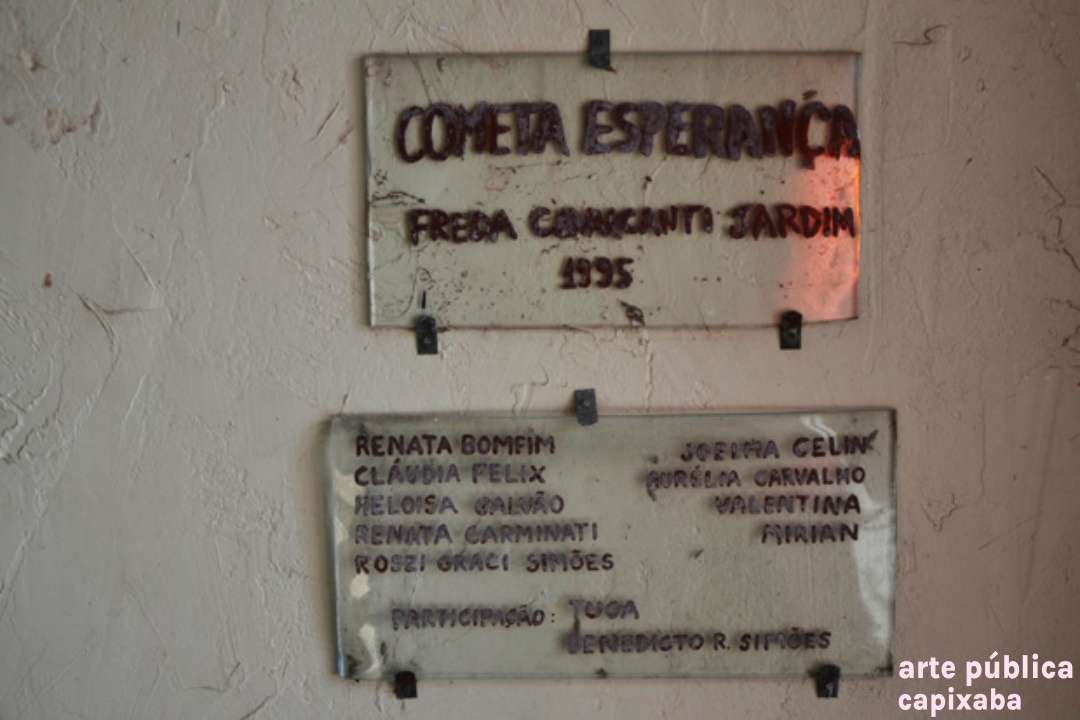 COMETA ESPERANÇA
FREDA CAVALCANTI JARDIM
1995
RENATA BOMFIM
CLÁUDIA FELIX
HELOISA GALVÃO
RENATA CARMINATI
ROSZI GRACI SIMÕES
JOELMA CELIN
AURÉLIA CARVALHO
VALENTINA
MIRIAN
PARTICIPAÇÃO: TUCA
BENEDICTO R. SIMÕES
arte pública
capixaba